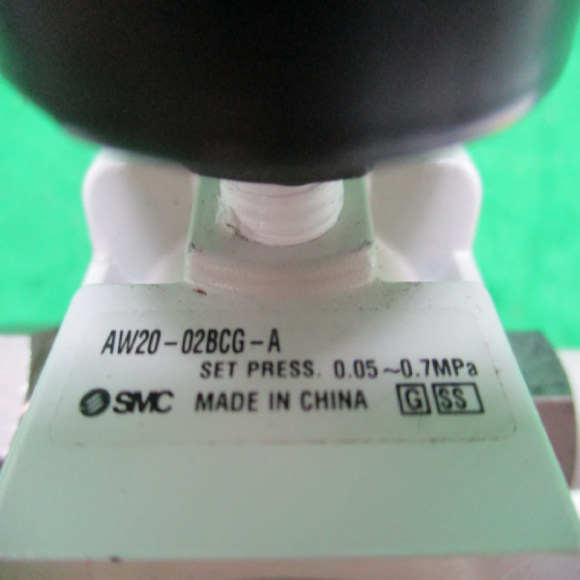 AW20-02BCG-A
SET PRESS. 0.05~0.7MPa
SMC MADE IN CHINA G SS